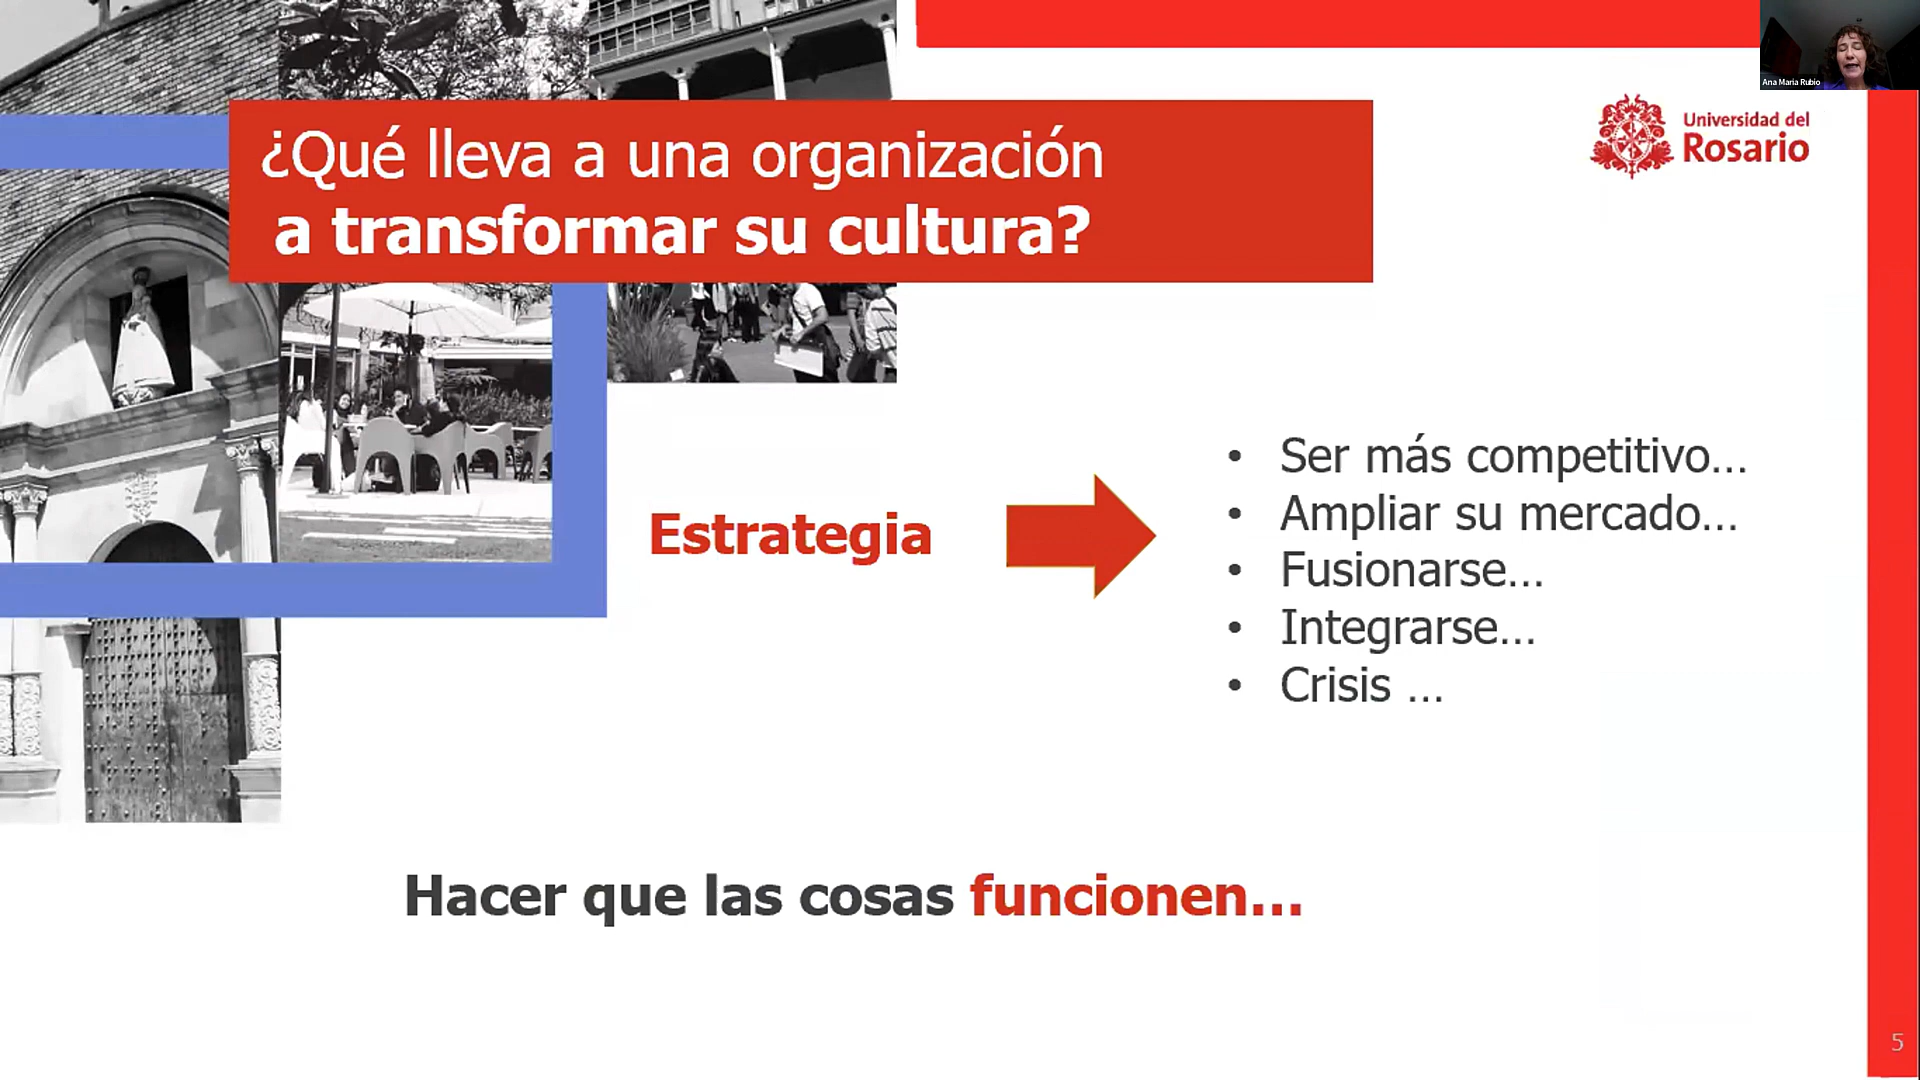 Ana Maria Rubio
Universidad del
Rosario
¿Qué lleva a una organización
a transformar su cultura?
Estrategia
• Ser más competitivo...
• Ampliar su mercado...
• Fusionarse...
• Integrarse...
• Crisis ...
Hacer que las cosas funcionen...
5